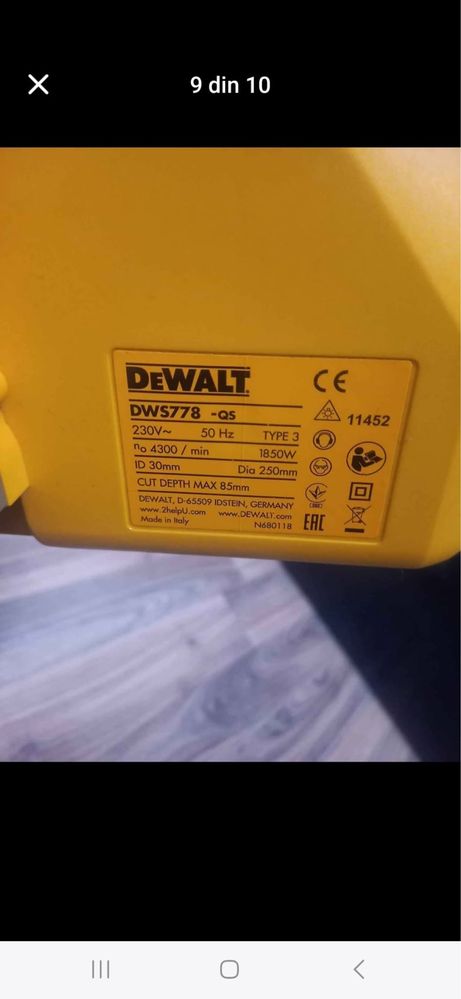 9 din 10
DEWALT
CE
DWS778 -QS
11452
230V~ 50 Hz TYPE 3
no 4300 / min 1850W
ID 30mm Dia 250mm
CUT DEPTH MAX 85mm
DEWALT, D-65509 IDSTEIN, GERMANY
www.2helpU.com www.DEWALT.com
Made in Italy N680118
EAC